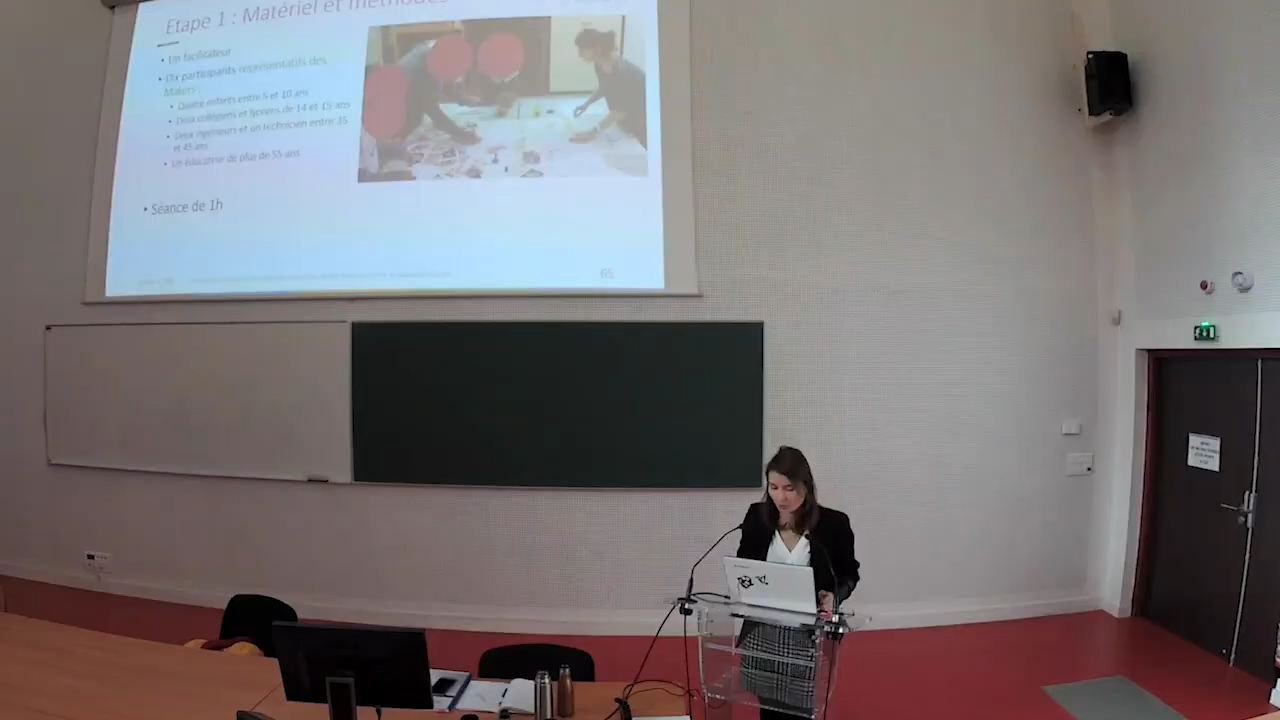 Etape 1 : Matériel et méthodes
• Un facilitateur
• Dix participants représentatifs des
Makers :
• Quatre enfants entre 5 et 10 ans
• Deux collégiens et lycéens de 14 et 15 ans
• Deux ingénieurs et un technicien entre 35
et 45 ans
• Un éducateur de plus de 55 ans
• Séance de 1h
65